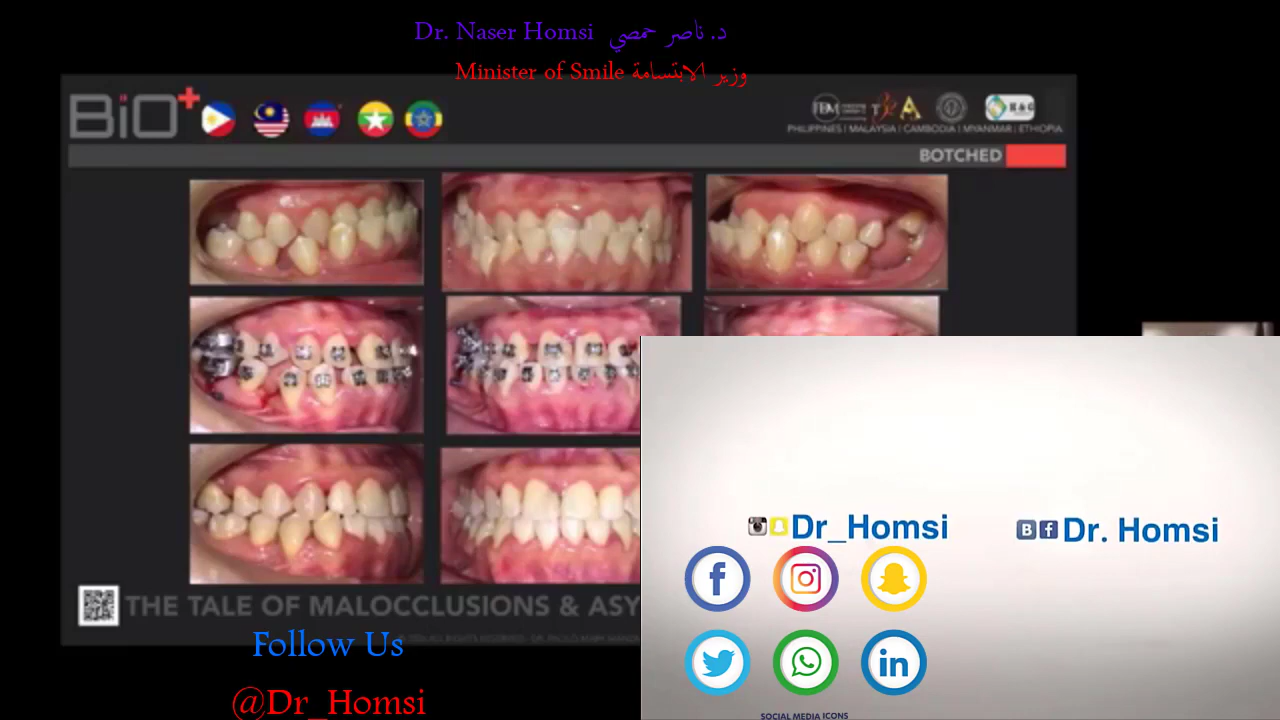 Dr. Naser Homsi د. ناصر حمصي
Minister of Smile وزير الابتسامة
BiO+
PHILIPPINES | MALAYSIA | CAMBODIA | MYANMAR | ETHIOPIA
BOTCHED
THE TALE OF MALOCCLUSIONS & ASY
Follow Us
@Dr_Homsi
Dr_Homsi
Dr. Homsi
SOCIAL MEDIA ICONS